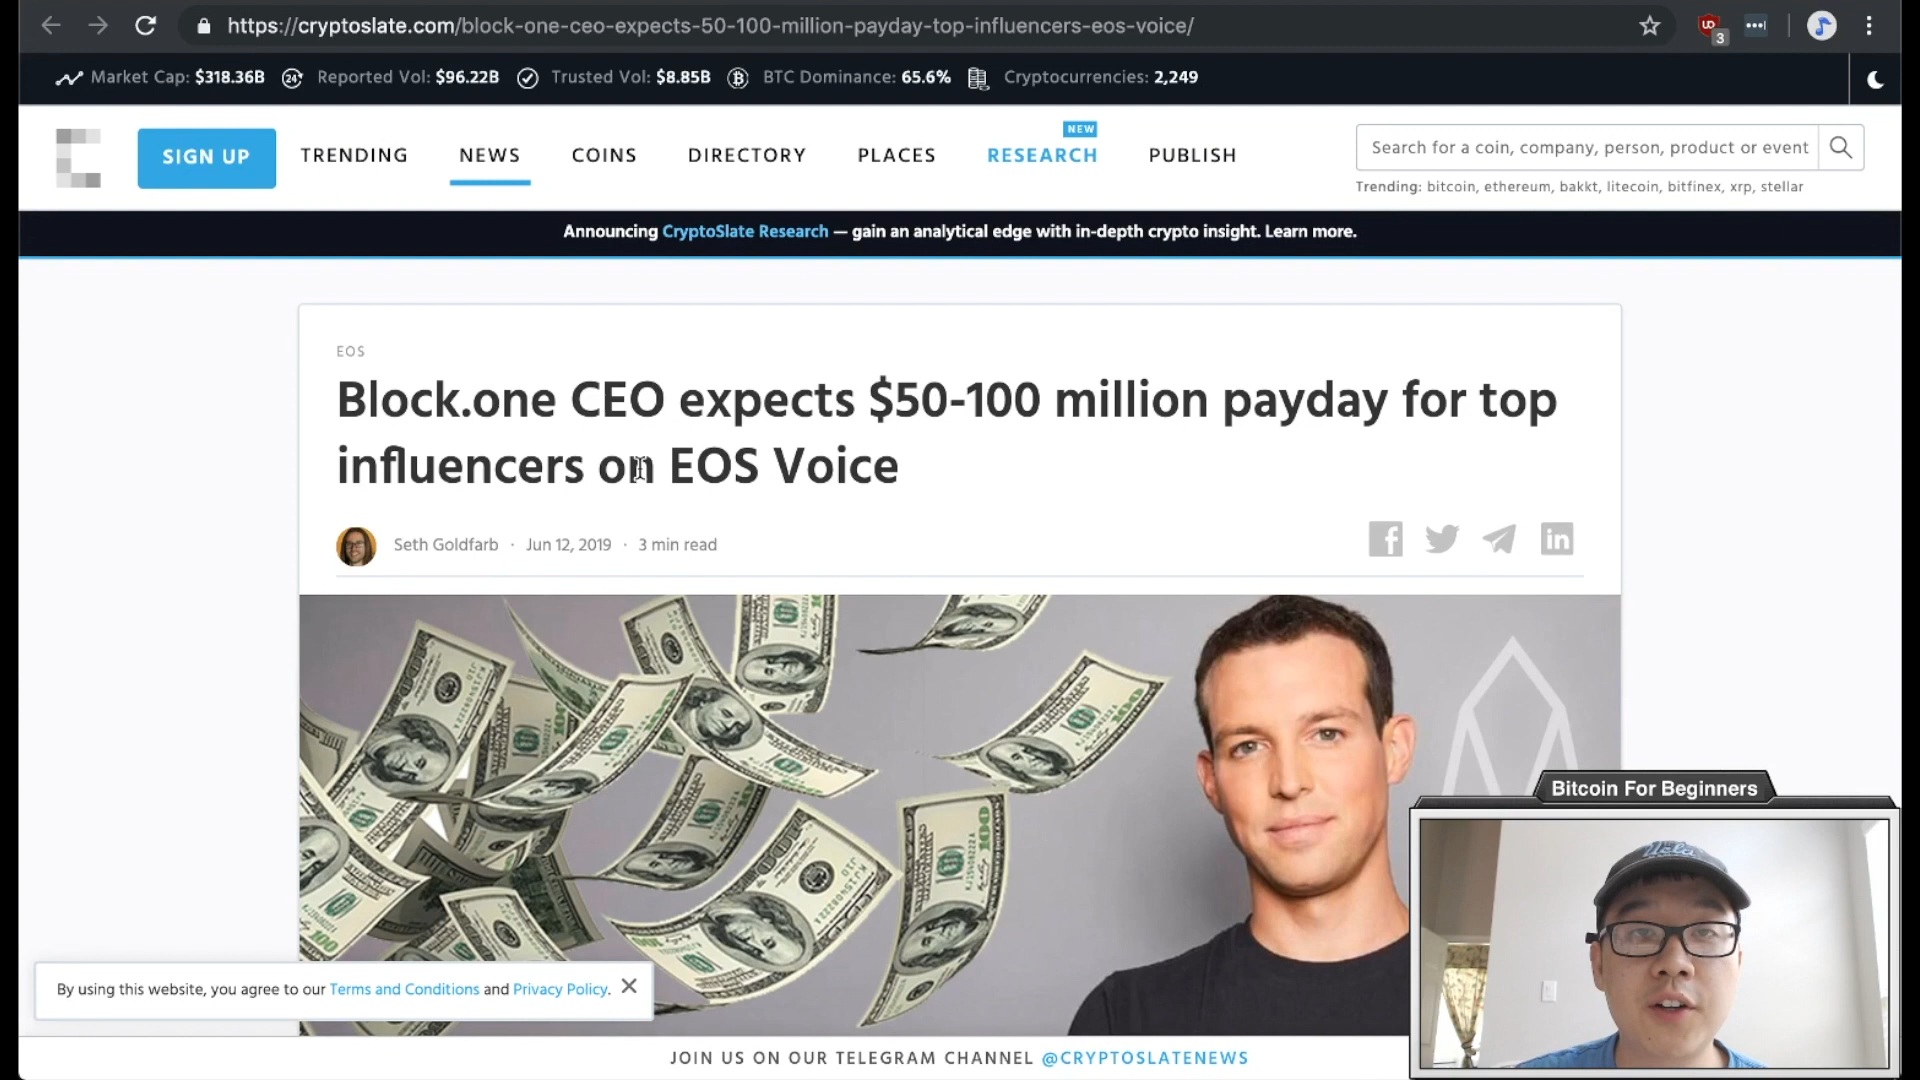 https://cryptoslate.com/block-one-ceo-expects-50-100-million-payday-top-influencers-eos-voice/
3
Market Cap: $318.36B Reported Vol: $96.22B Trusted Vol: $8.85B BTC Dominance: 65.6% Cryptocurrencies: 2,249
SIGN UP TRENDING NEWS COINS DIRECTORY PLACES RESEARCH NEW PUBLISH
Search for a coin, company, person, product or event
Trending: bitcoin, ethereum, bakkt, litecoin, bitfinex, xrp, stellar
Announcing CryptoSlate Research — gain an analytical edge with in-depth crypto insight. Learn more.
EOS
Block.one CEO expects $50-100 million payday for top
influencers on EOS Voice
Seth Goldfarb · Jun 12, 2019 · 3 min read
Bitcoin For Beginners
By using this website, you agree to our Terms and Conditions and Privacy Policy.
JOIN US ON OUR TELEGRAM CHANNEL @CRYPTOSLATENEWS